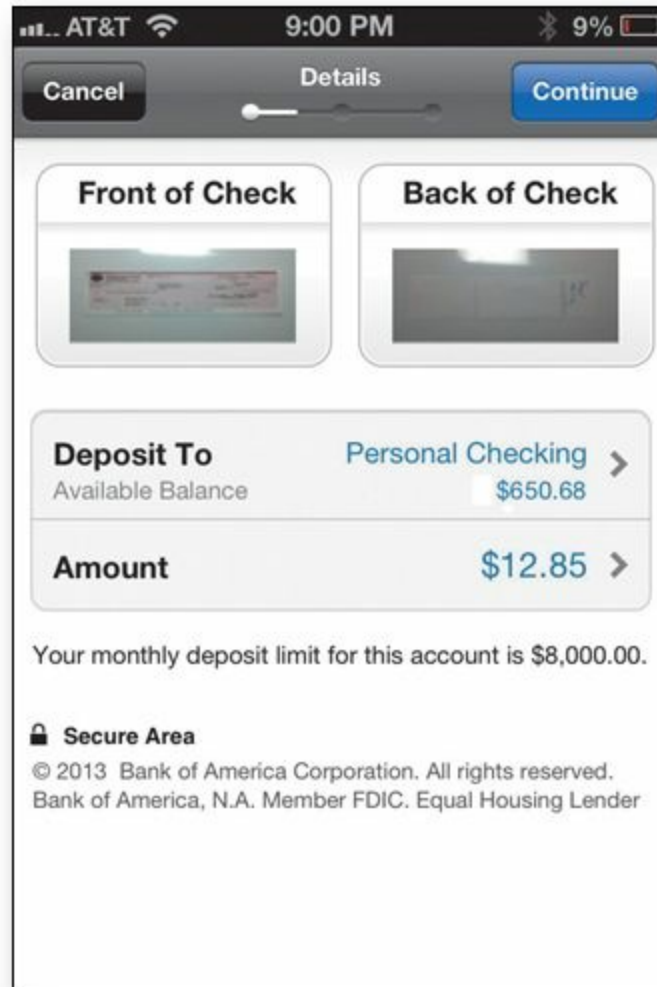 AT&T 9:00 PM 9%
Cancel Details Continue
Front of Check Back of Check
Deposit To Personal Checking
Available Balance $650.68
Amount $12.85
Your monthly deposit limit for this account is $8,000.00.
Secure Area
© 2013 Bank of America Corporation. All rights reserved.
Bank of America, N.A. Member FDIC. Equal Housing Lender